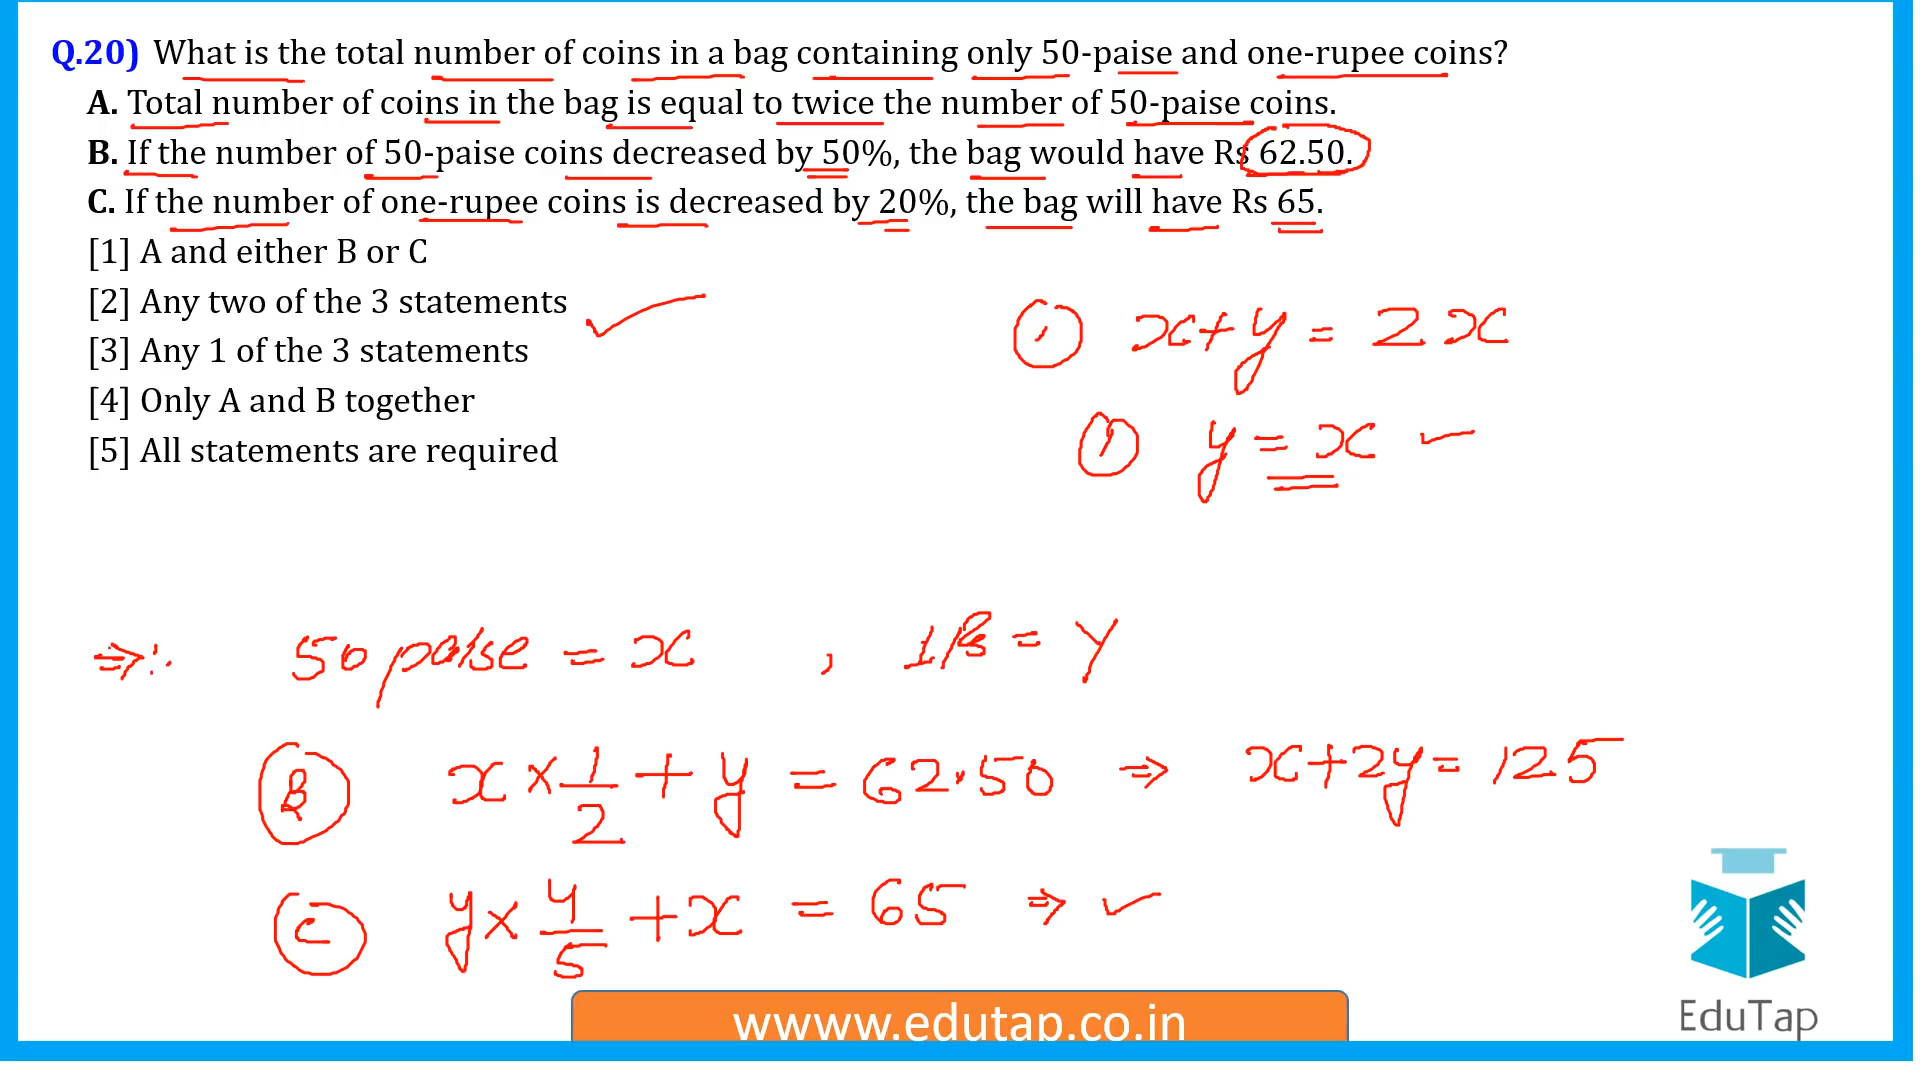 Q.20) What is the total number of coins in a bag containing only 50-paise and one-rupee coins?
A. Total number of coins in the bag is equal to twice the number of 50-paise coins.
B. If the number of 50-paise coins decreased by 50%, the bag would have Rs 62.50.
C. If the number of one-rupee coins is decreased by 20%, the bag will have Rs 65.
[1] A and either B or C
[2] Any two of the 3 statements
[3] Any 1 of the 3 statements
[4] Only A and B together
[5] All statements are required
x+y = 2x
y = x
⇒∴ 50 paise = x , 1 Rs = y
B x × 1/2 + y = 62.50 ⇒ x+2y = 125
C y × 4/5 + x = 65 ⇒ ✓
EduTap
wwww.edutap.co.in